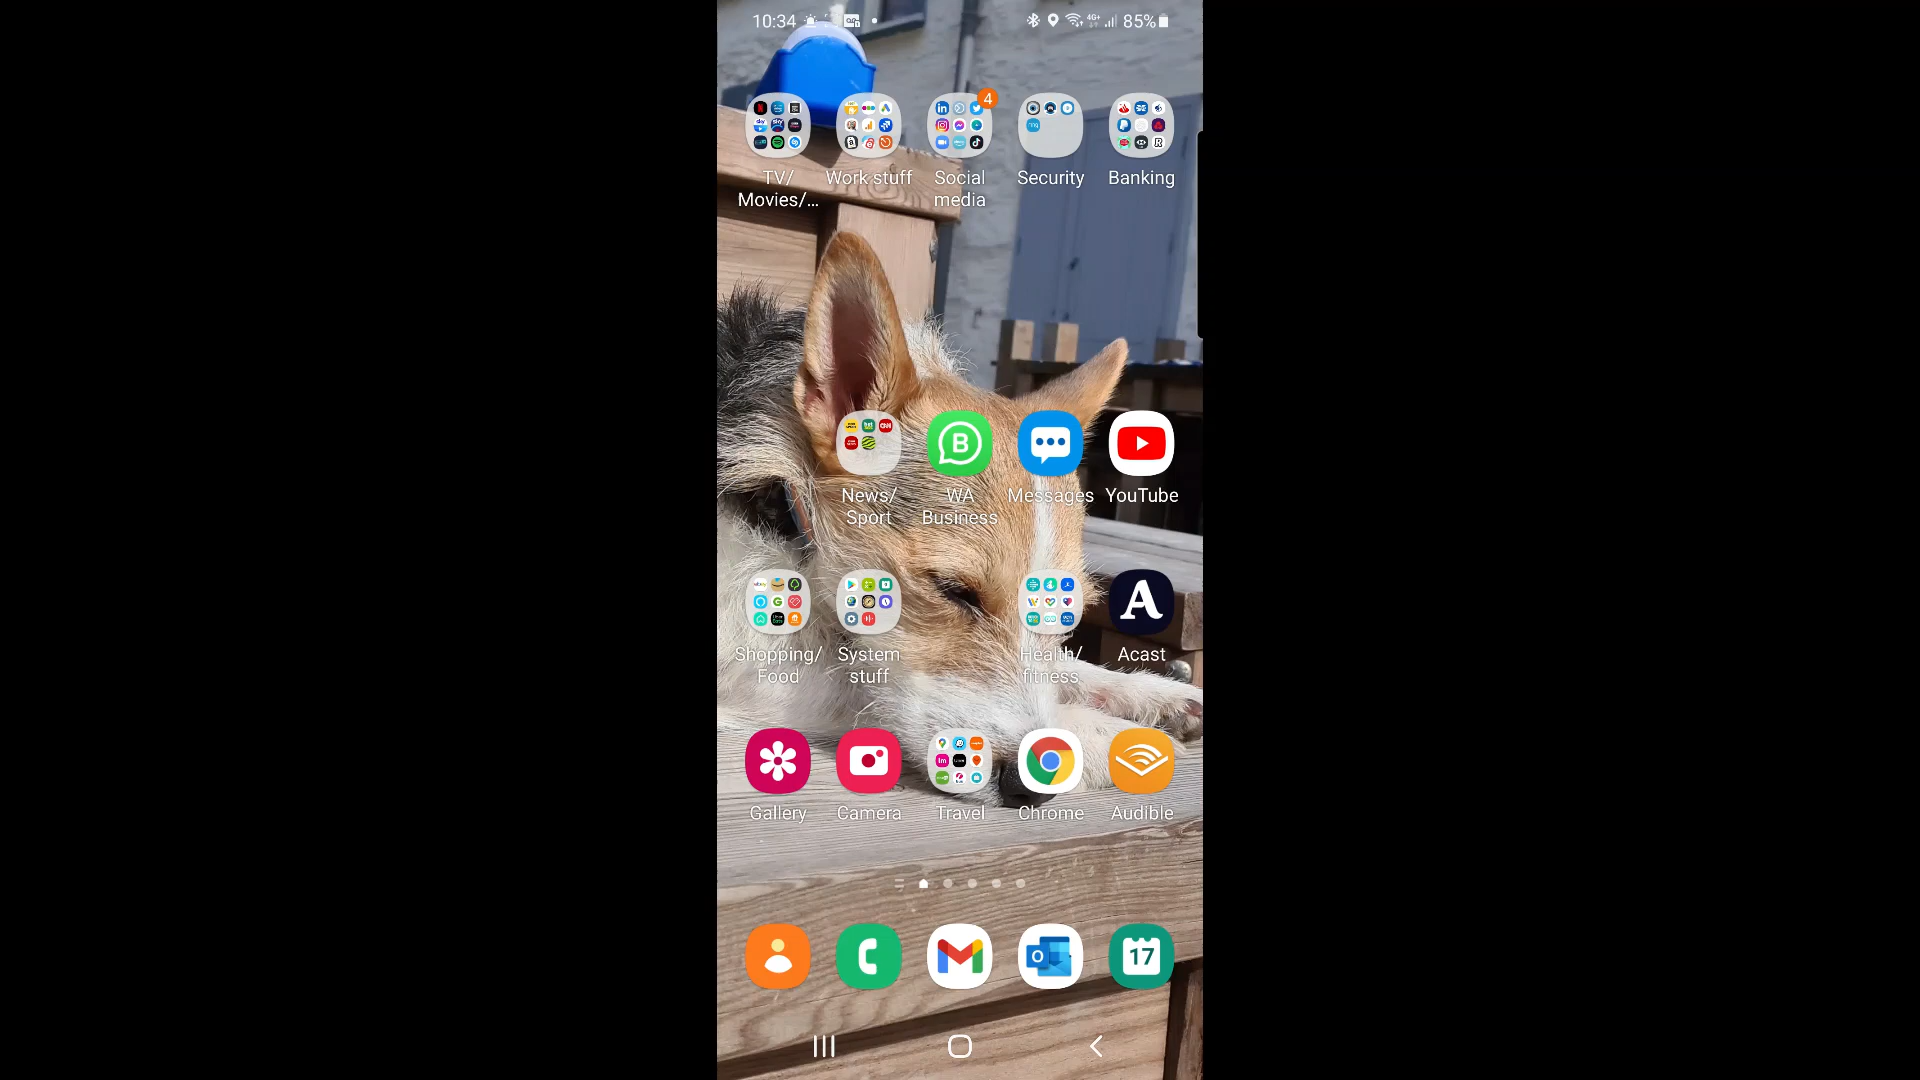 10:34
4G+
85%
4
TV/
Movies/...
Work stuff
Social
media
Security
Banking
News/
Sport
WA
Business
Messages
YouTube
Shopping/
Food
System
stuff
Health/
fitness
Acast
Gallery
Camera
Travel
Chrome
Audible
17